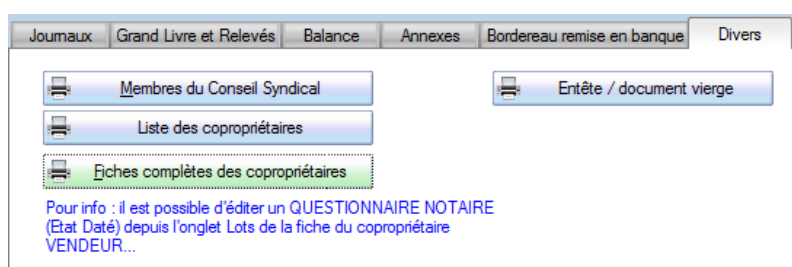 Journaux Grand Livre et Relevés Balance Annexes Bordereau remise en banque Divers
Membres du Conseil Syndical Entête / document vierge
Liste des copropriétaires
Fiches complètes des copropriétaires
Pour info : il est possible d'éditer un QUESTIONNAIRE NOTAIRE
(Etat Daté) depuis l'onglet Lots de la fiche du copropriétaire
VENDEUR...